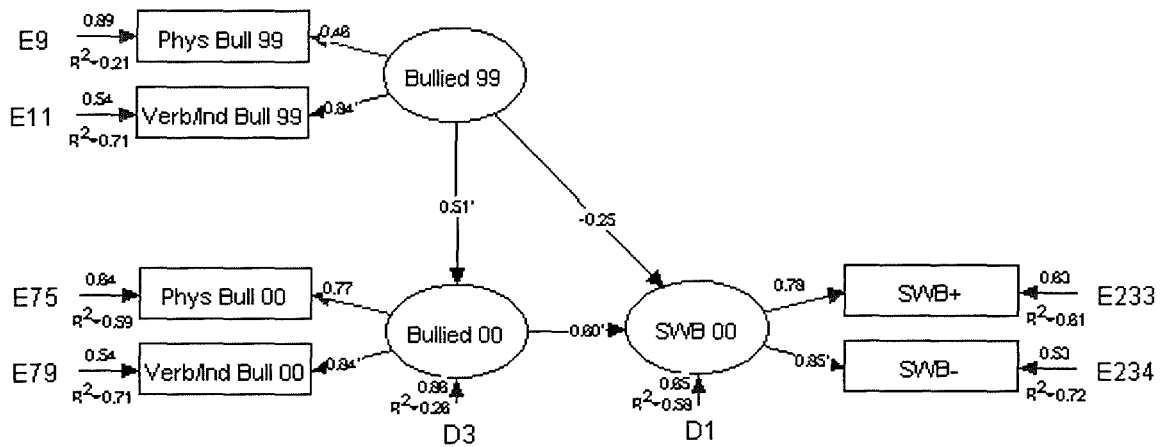 0.89
E9
Phys Bull 99
R²=0.21
0.46
Bullied 99
0.54
E11
Verb/Ind Bull 99
R²=0.71
0.84*
0.51*
-0.25
0.64
E75
Phys Bull 00
R²=0.59
0.77
Bullied 00
0.54
E79
Verb/Ind Bull 00
R²=0.71
0.84*
0.86
R²=0.26
D3
0.60*
SWB 00
0.65
R²=0.58
D1
0.78
SWB+
0.63
E233
R²=0.61
0.85*
SWB-
0.53
E234
R²=0.72